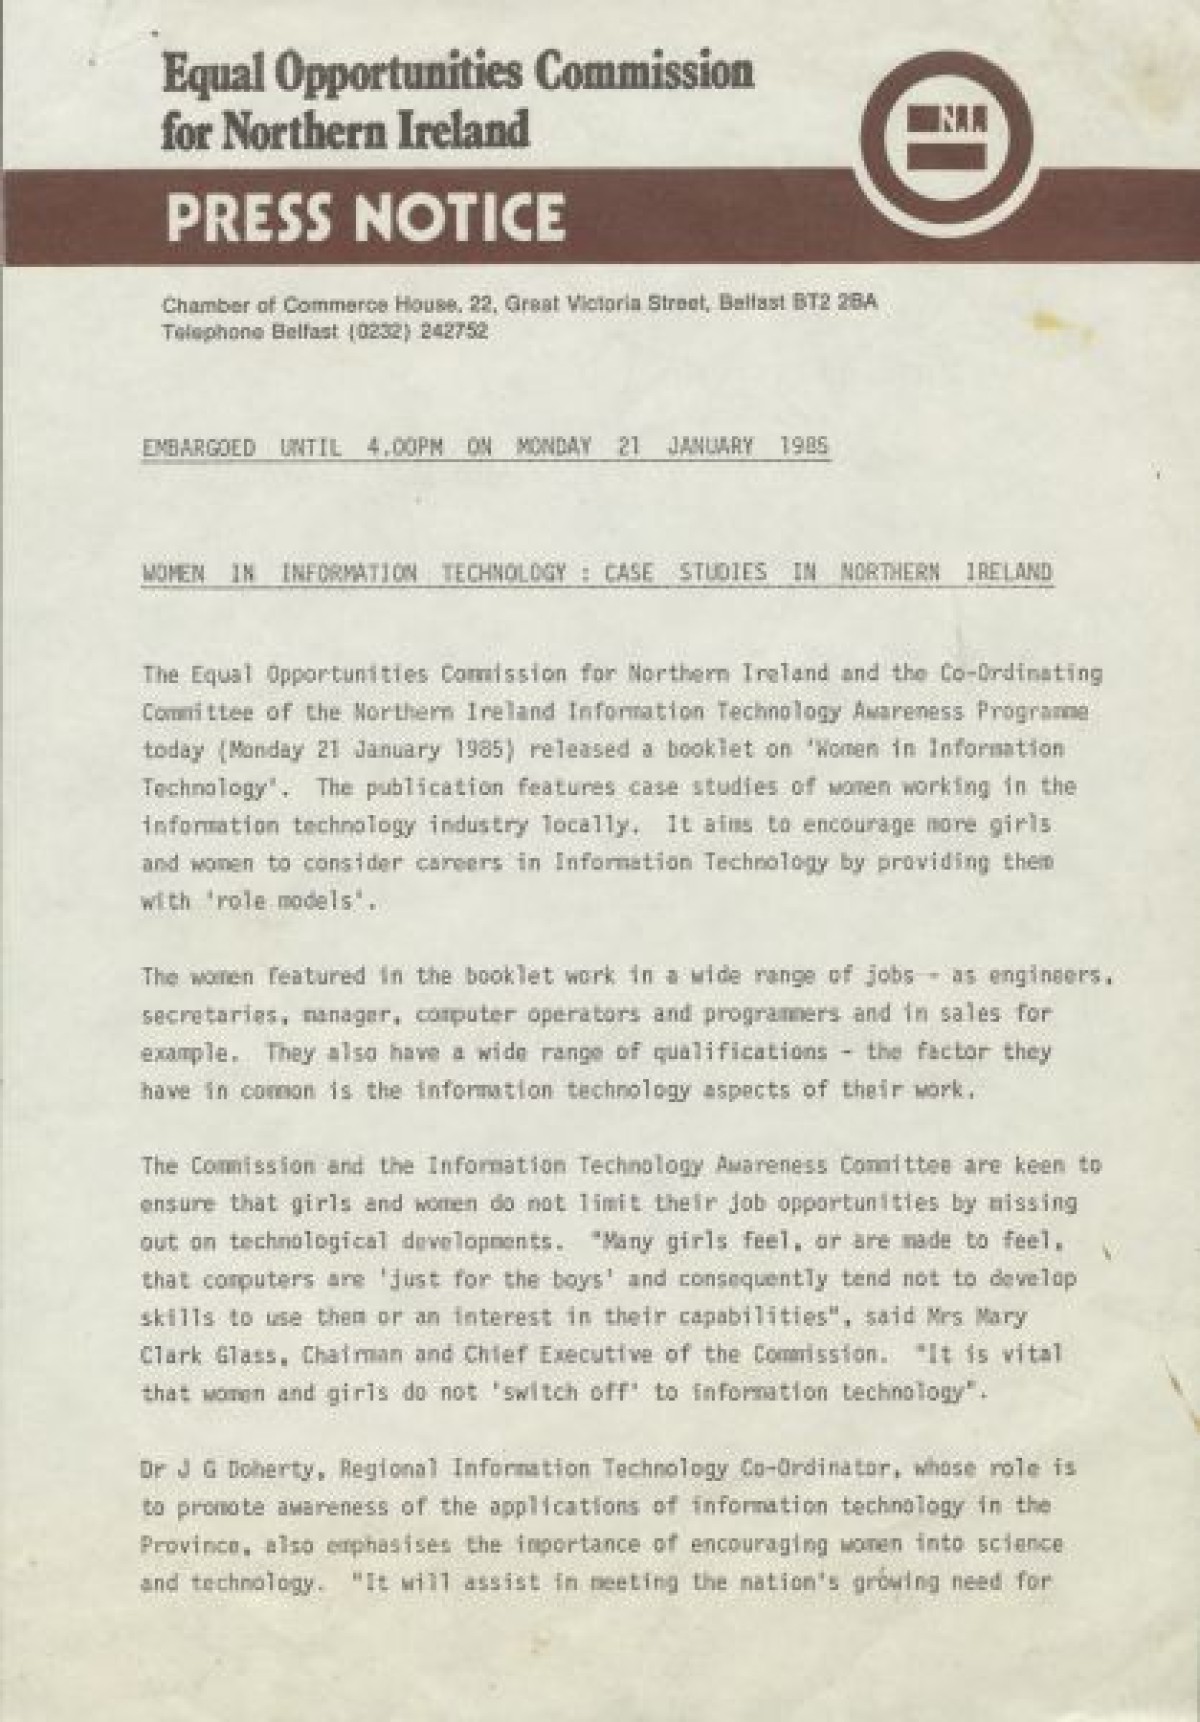 Equal Opportunities Commission
for Northern Ireland
N.I.
PRESS NOTICE
Chamber of Commerce House, 22, Great Victoria Street, Belfast BT2 2BA
Telephone Belfast (0232) 242752
EMBARGOED UNTIL 4.00PM ON MONDAY 21 JANUARY 1985
WOMEN IN INFORMATION TECHNOLOGY : CASE STUDIES IN NORTHERN IRELAND
The Equal Opportunities Commission for Northern Ireland and the Co-Ordinating
Committee of the Northern Ireland Information Technology Awareness Programme
today (Monday 21 January 1985) released a booklet on 'Women in Information
Technology'. The publication features case studies of women working in the
information technology industry locally. It aims to encourage more girls
and women to consider careers in Information Technology by providing them
with 'role models'.
The women featured in the booklet work in a wide range of jobs - as engineers,
secretaries, manager, computer operators and programmers and in sales for
example. They also have a wide range of qualifications - the factor they
have in common is the information technology aspects of their work.
The Commission and the Information Technology Awareness Committee are keen to
ensure that girls and women do not limit their job opportunities by missing
out on technological developments. "Many girls feel, or are made to feel,
that computers are 'just for the boys' and consequently tend not to develop
skills to use them or an interest in their capabilities", said Mrs Mary
Clark Glass, Chairman and Chief Executive of the Commission. "It is vital
that women and girls do not 'switch off' to information technology".
Dr J G Doherty, Regional Information Technology Co-Ordinator, whose role is
to promote awareness of the applications of information technology in the
Province, also emphasises the importance of encouraging women into science
and technology. "It will assist in meeting the nation's growing need for